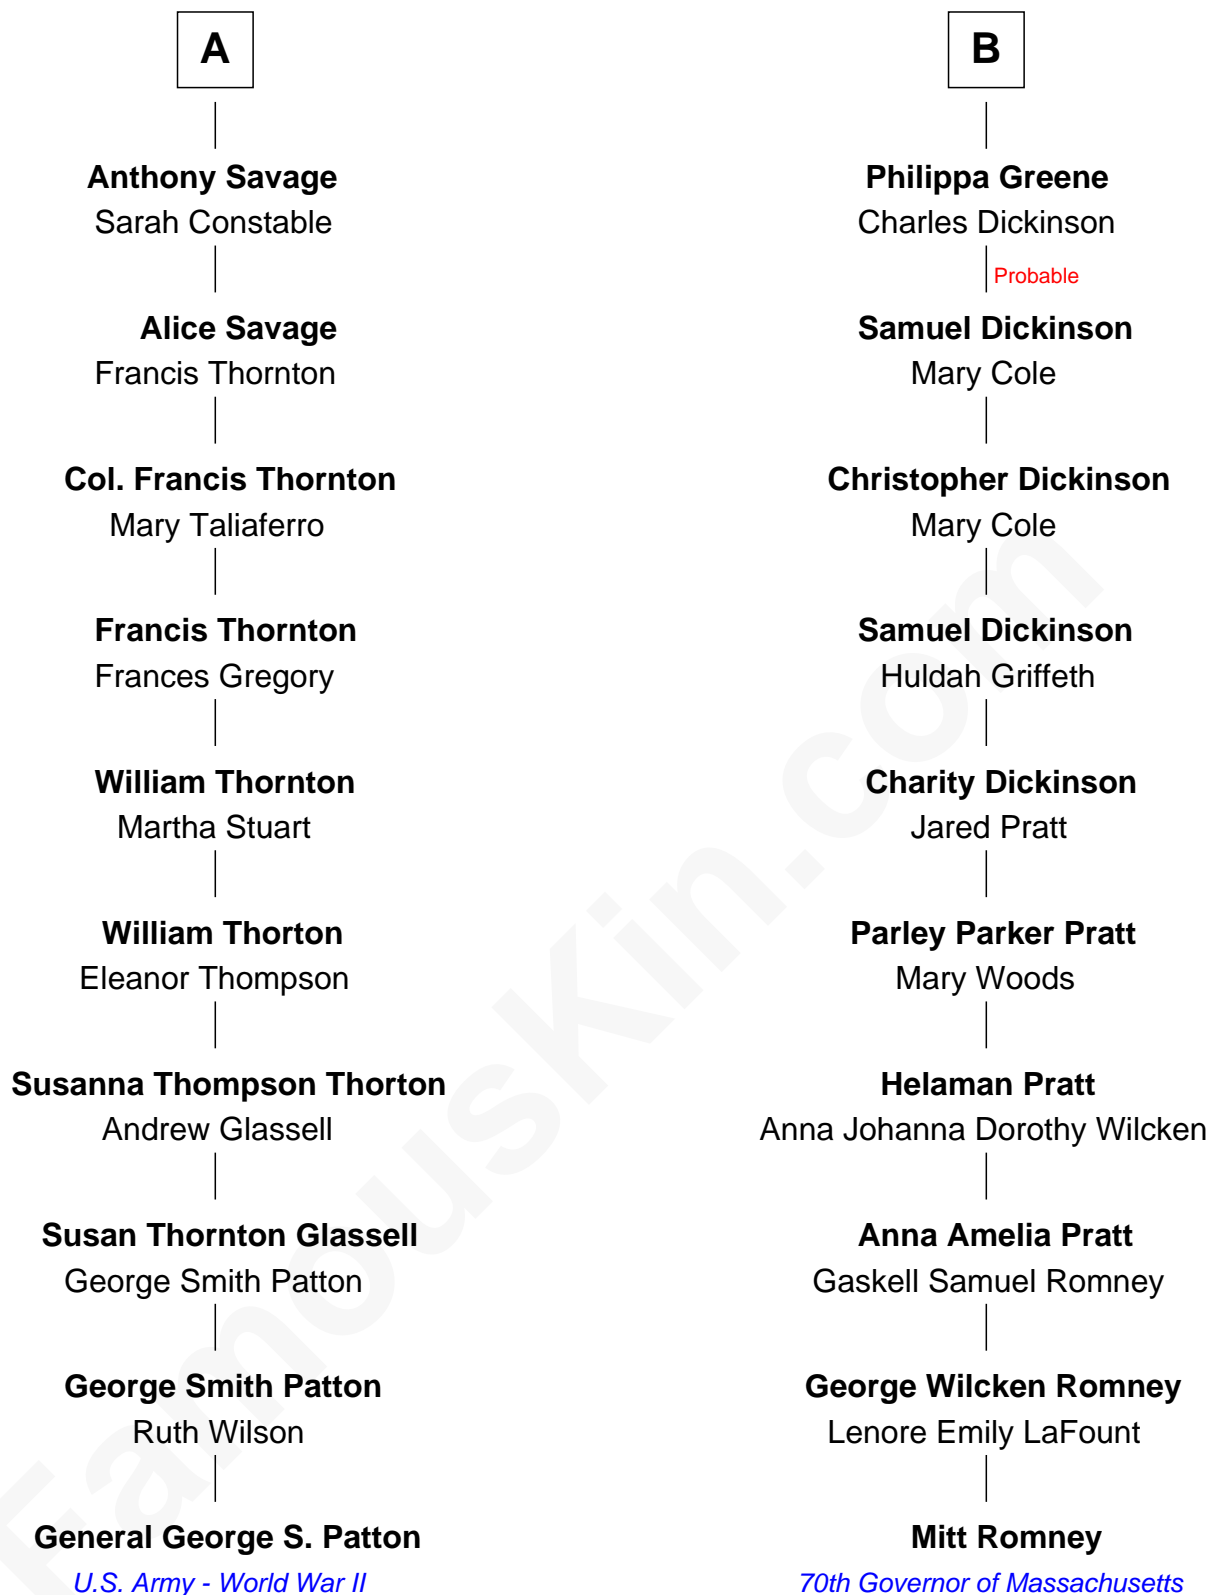 A
Anthony Savage
Sarah Constable
Alice Savage
Francis Thornton
Col. Francis Thornton
Mary Taliaferro
Francis Thornton
Frances Gregory
William Thornton
Martha Stuart
William Thorton
Eleanor Thompson
Susanna Thompson Thorton
Andrew Glassell
Susan Thornton Glassell
George Smith Patton
George Smith Patton
Ruth Wilson
General George S. Patton
U.S. Army - World War II
B
Philippa Greene
Charles Dickinson
Probable
Samuel Dickinson
Mary Cole
Christopher Dickinson
Mary Cole
Samuel Dickinson
Huldah Griffeth
Charity Dickinson
Jared Pratt
Parley Parker Pratt
Mary Woods
Helaman Pratt
Anna Johanna Dorothy Wilcken
Anna Amelia Pratt
Gaskell Samuel Romney
George Wilcken Romney
Lenore Emily LaFount
Mitt Romney
70th Governor of Massachusetts
FamousKin.com